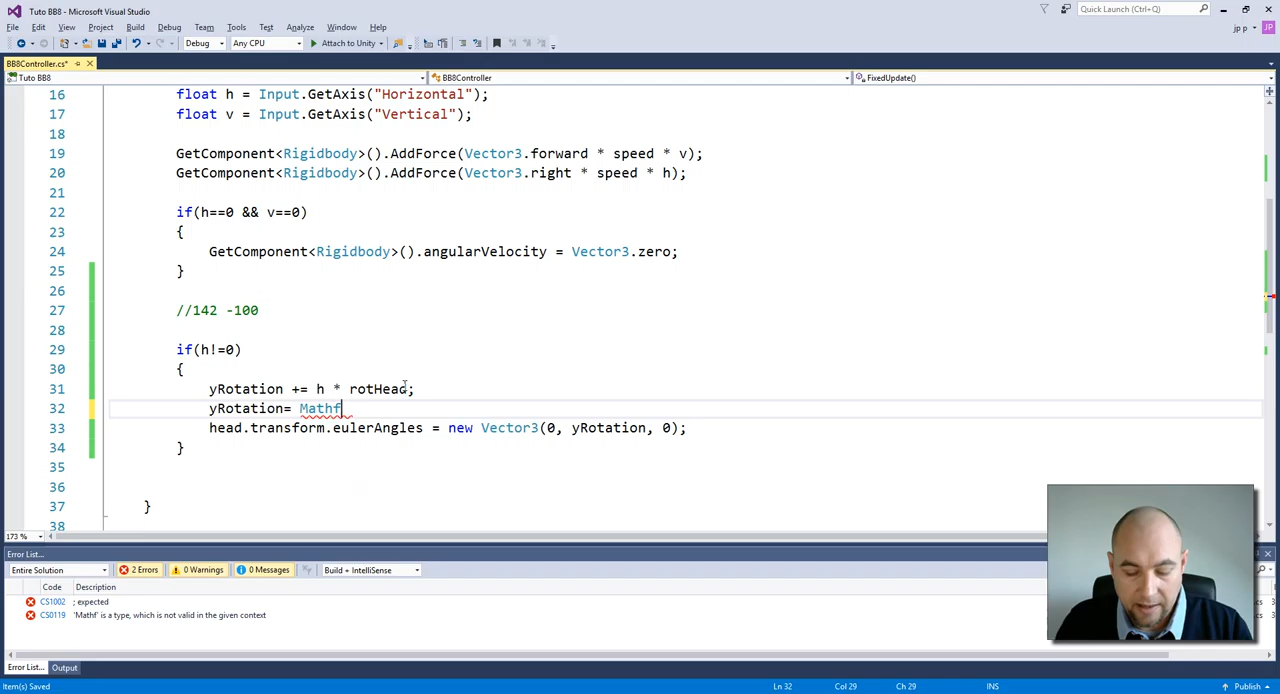 Tuto BB8 - Microsoft Visual Studio
Quick Launch (Ctrl+Q)
File Edit View Project Build Debug Team Tools Test Analyze Window Help
jp p
JP
Debug Any CPU Attach to Unity
BB8Controller.cs*
Tuto BB8 BB8Controller FixedUpdate()
16 float h = Input.GetAxis("Horizontal");
17 float v = Input.GetAxis("Vertical");
18
19 GetComponent<Rigidbody>().AddForce(Vector3.forward * speed * v);
20 GetComponent<Rigidbody>().AddForce(Vector3.right * speed * h);
21
22 if(h==0 && v==0)
23 {
24 GetComponent<Rigidbody>().angularVelocity = Vector3.zero;
25 }
26
27 //142 -100
28
29 if(h!=0)
30 {
31 yRotation += h * rotHead;
32 yRotation= Mathf
33 head.transform.eulerAngles = new Vector3(0, yRotation, 0);
34 }
35
36
37 }
38
173 %
Error List...
Entire Solution 2 Errors 0 Warnings 0 Messages Build + IntelliSense
Code Description
CS1002 ; expected
CS0119 'Mathf' is a type, which is not valid in the given context
Error List... Output
Item(s) Saved Ln 32 Col 29 Ch 29 INS Publish